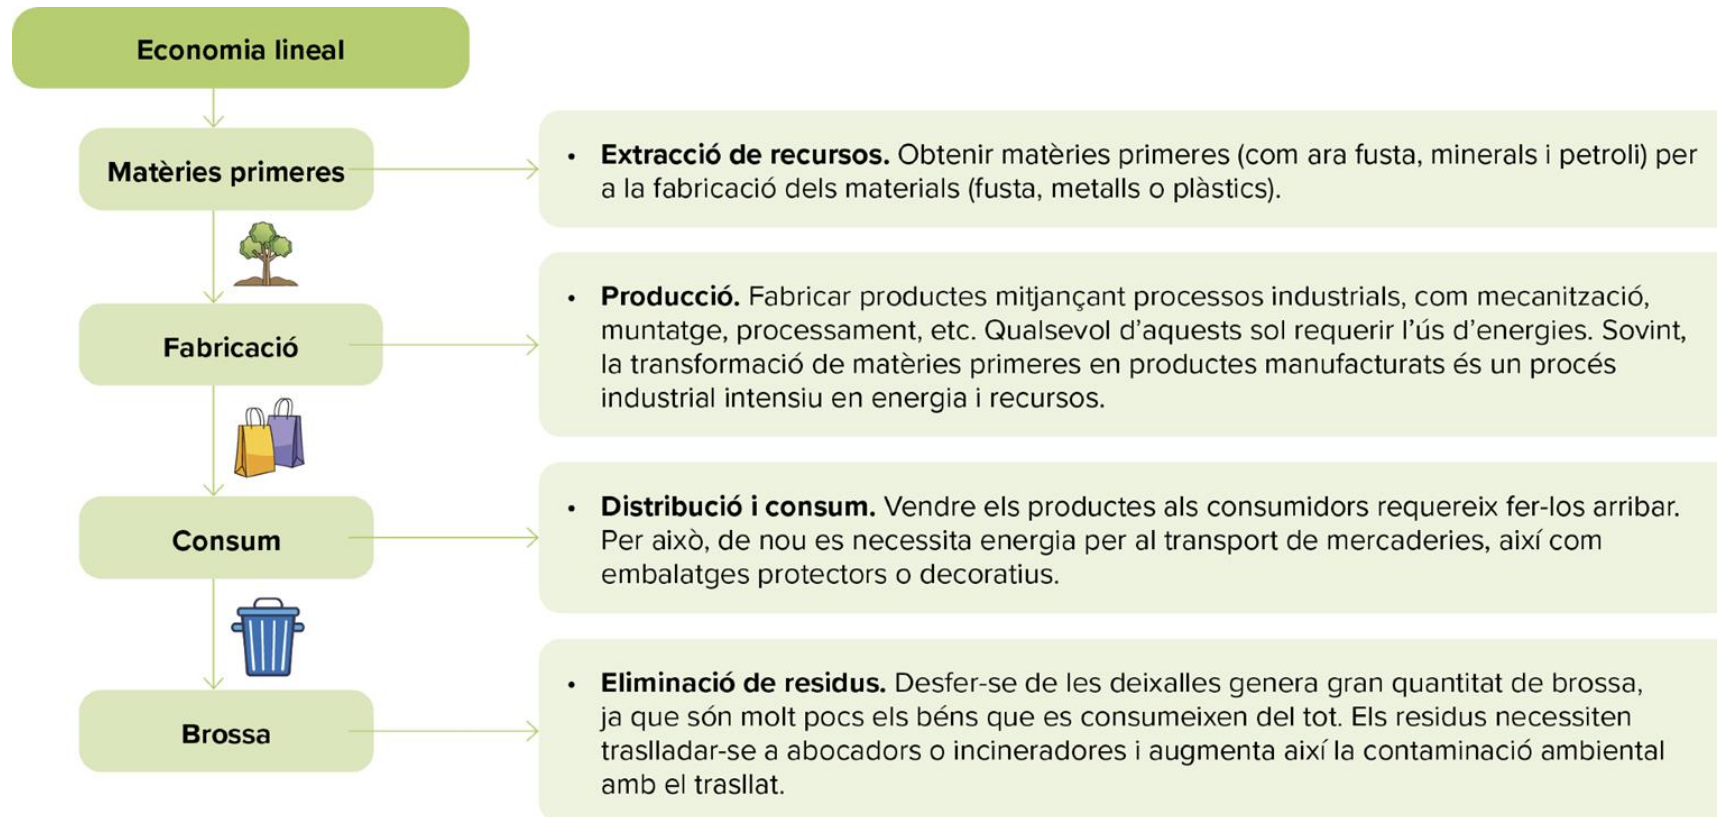 Economia lineal
Matèries primeres
• Extracció de recursos. Obtenir matèries primeres (com ara fusta, minerals i petroli) per
a la fabricació dels materials (fusta, metalls o plàstics).
Fabricació
• Producció. Fabricar productes mitjançant processos industrials, com mecanització,
muntatge, processament, etc. Qualsevol d’aquests sol requerir l’ús d’energies. Sovint,
la transformació de matèries primeres en productes manufacturats és un procés
industrial intensiu en energia i recursos.
Consum
• Distribució i consum. Vendre els productes als consumidors requereix fer-los arribar.
Per això, de nou es necessita energia per al transport de mercaderies, així com
embalatges protectors o decoratius.
Brossa
• Eliminació de residus. Desfer-se de les deixalles genera gran quantitat de brossa,
ja que són molt pocs els béns que es consumeixen del tot. Els residus necessiten
traslladar-se a abocadors o incineradores i augmenta així la contaminació ambiental
amb el trasllat.